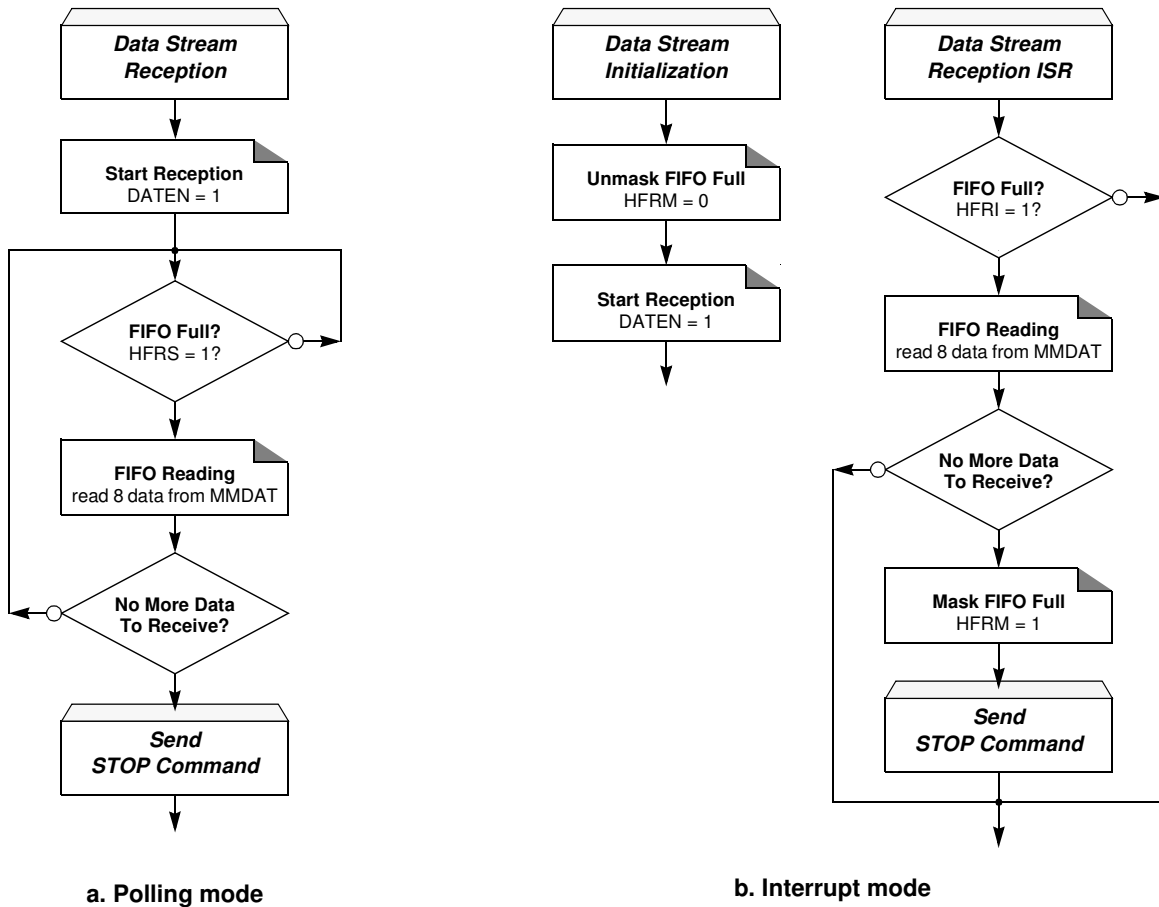 Data Stream
Reception
Start Reception
DATEN = 1
FIFO Full?
HFRS = 1?
FIFO Reading
read 8 data from MMDAT
No More Data
To Receive?
Send
STOP Command
a. Polling mode
Data Stream
Initialization
Unmask FIFO Full
HFRM = 0
Start Reception
DATEN = 1
Data Stream
Reception ISR
FIFO Full?
HFRI = 1?
FIFO Reading
read 8 data from MMDAT
No More Data
To Receive?
Mask FIFO Full
HFRM = 1
Send
STOP Command
b. Interrupt mode